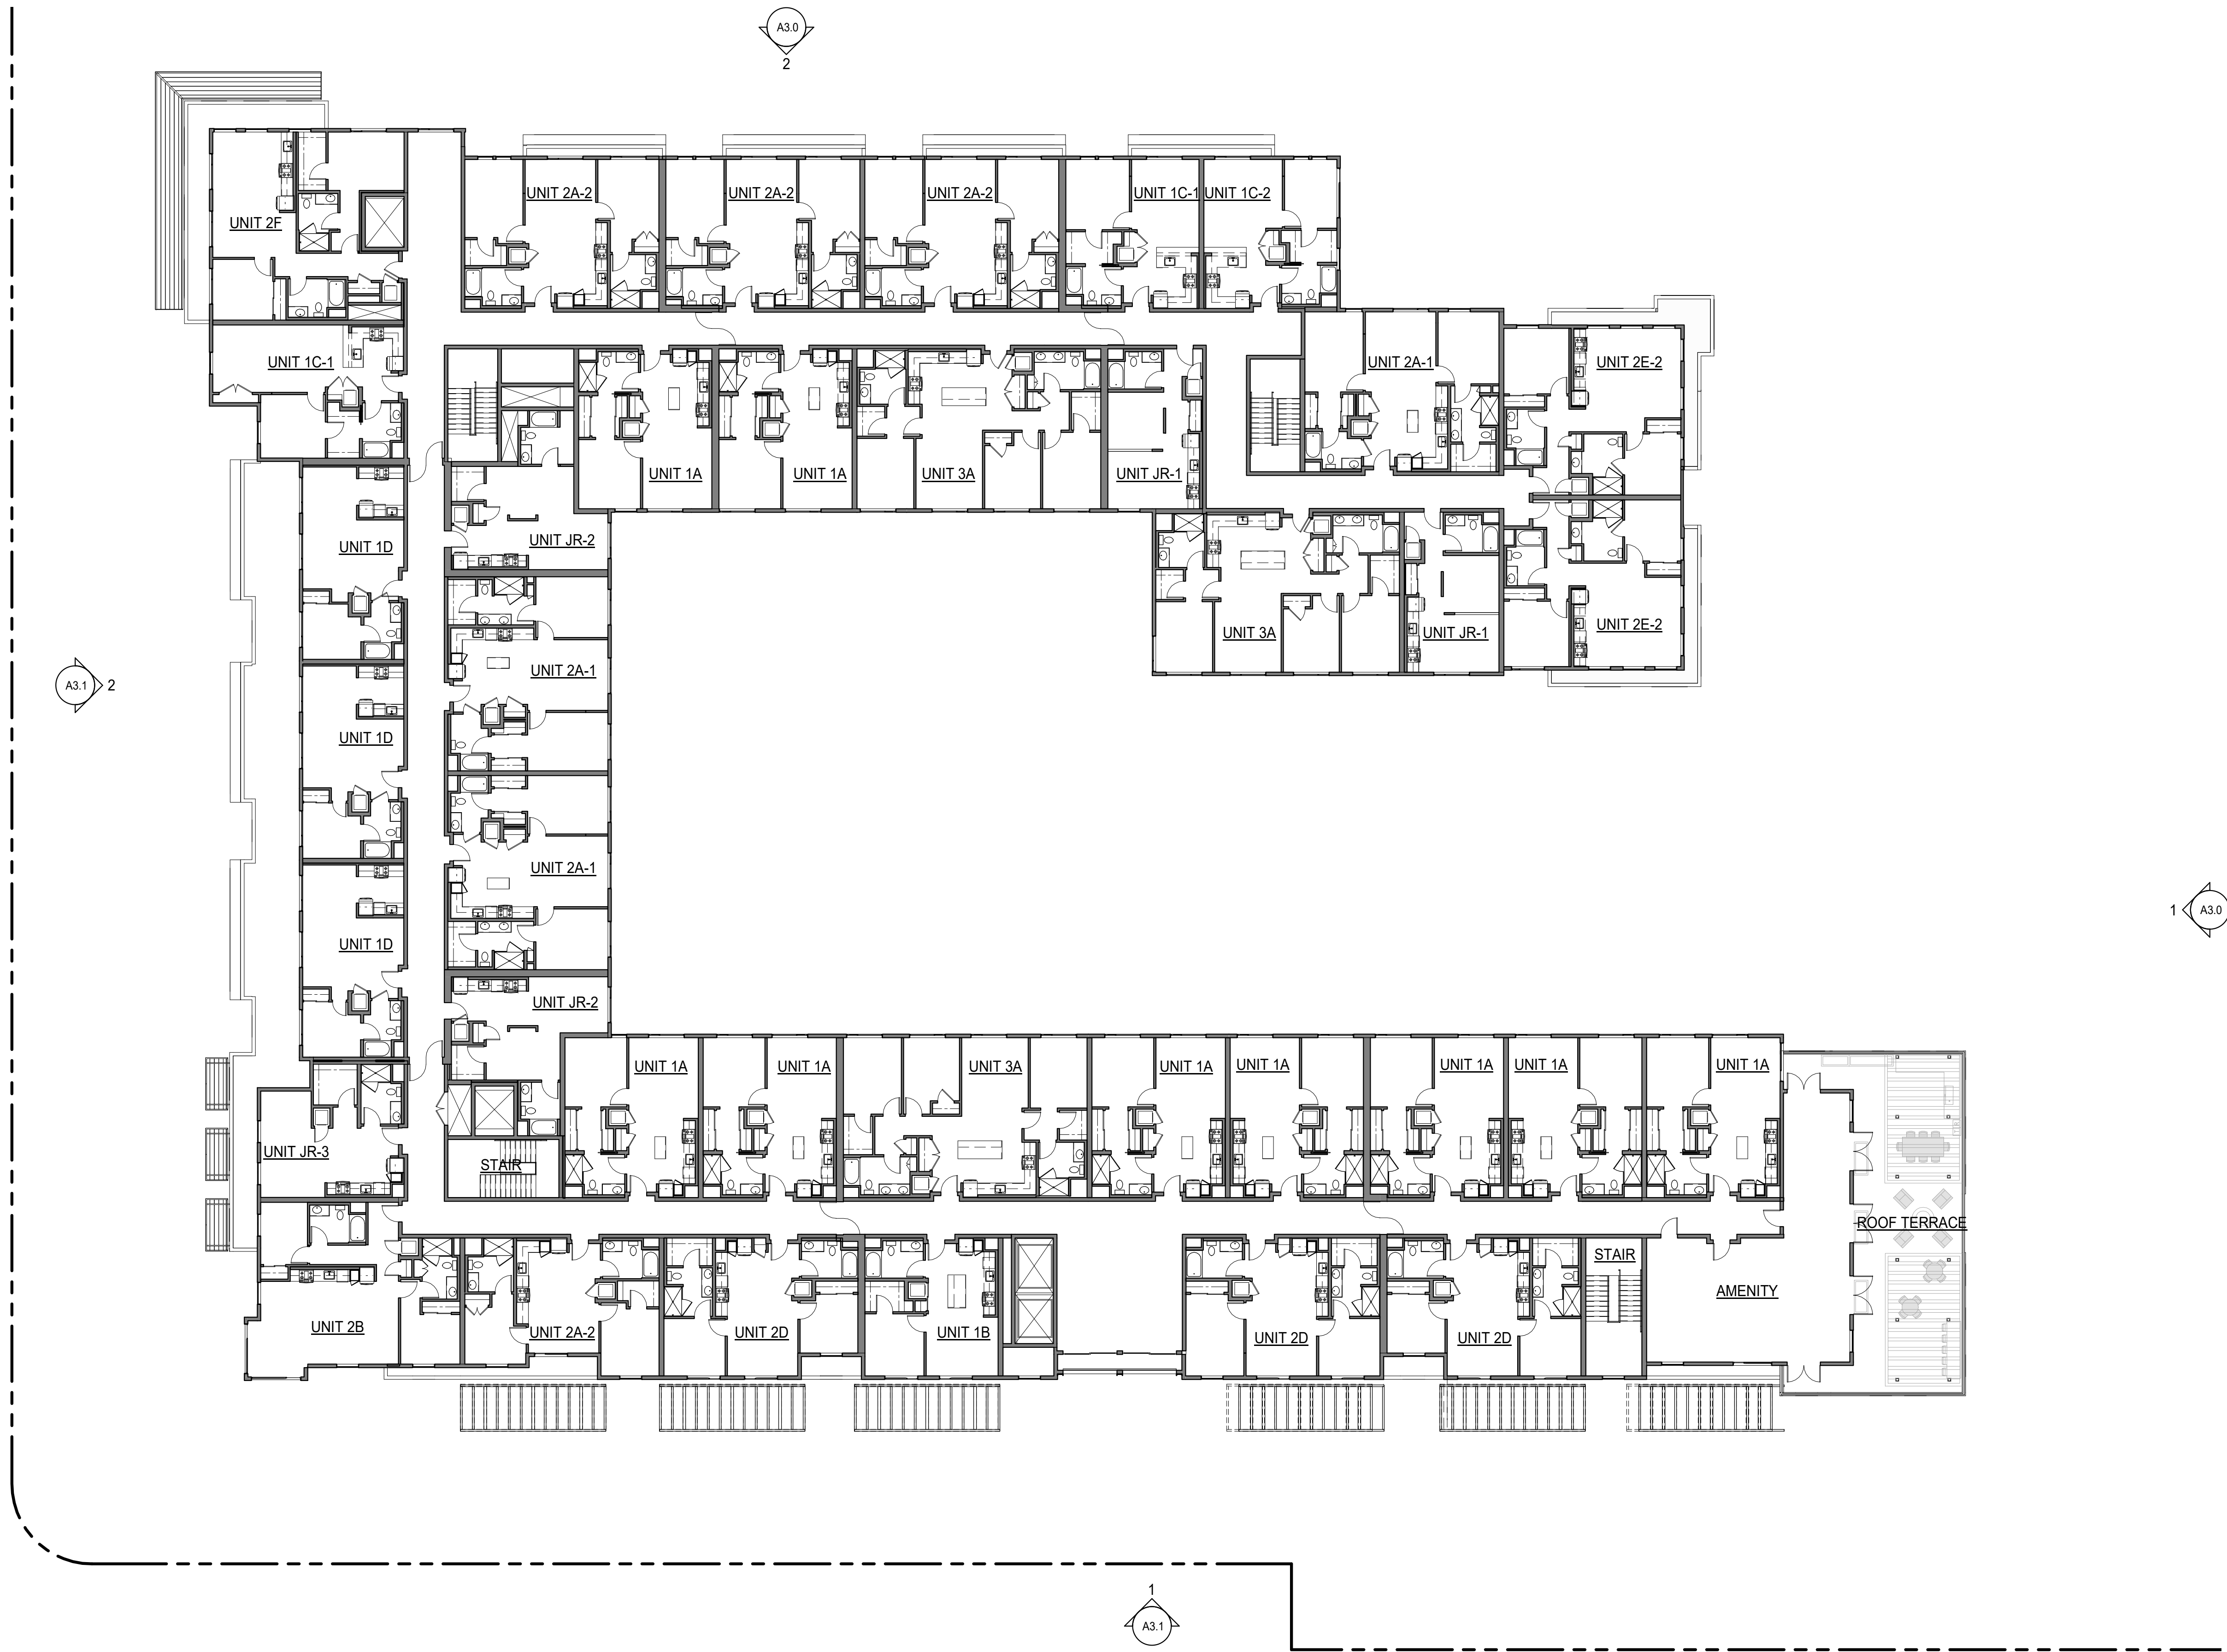 A3.0
2
UNIT 2A-2
UNIT 2A-2
UNIT 2A-2
UNIT 1C-1
UNIT 1C-2
UNIT 2F
UNIT 1C-1
UNIT 2A-1
UNIT 2E-2
UNIT 1A
UNIT 1A
UNIT 3A
UNIT JR-1
UNIT 1D
UNIT JR-2
UNIT 3A
UNIT JR-1
UNIT 2E-2
A3.1
2
UNIT 2A-1
UNIT 1D
UNIT 2A-1
1
A3.0
UNIT 1D
UNIT JR-2
UNIT 1A
UNIT 1A
UNIT 3A
UNIT 1A
UNIT 1A
UNIT 1A
UNIT 1A
UNIT 1A
UNIT JR-3
STAIR
ROOF TERRACE
STAIR
AMENITY
UNIT 2B
UNIT 2A-2
UNIT 2D
UNIT 1B
UNIT 2D
UNIT 2D
1
A3.1